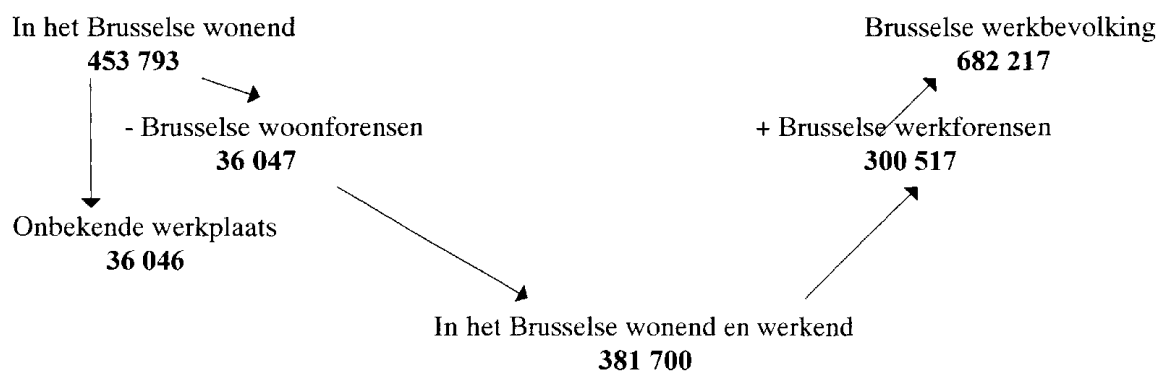 In het Brusselse wonend
453 793
Brusselse werkbevolking
682 217
- Brusselse woonforensen
36 047
+ Brusselse werkforensen
300 517
Onbekende werkplaats
36 046
In het Brusselse wonend en werkend
381 700